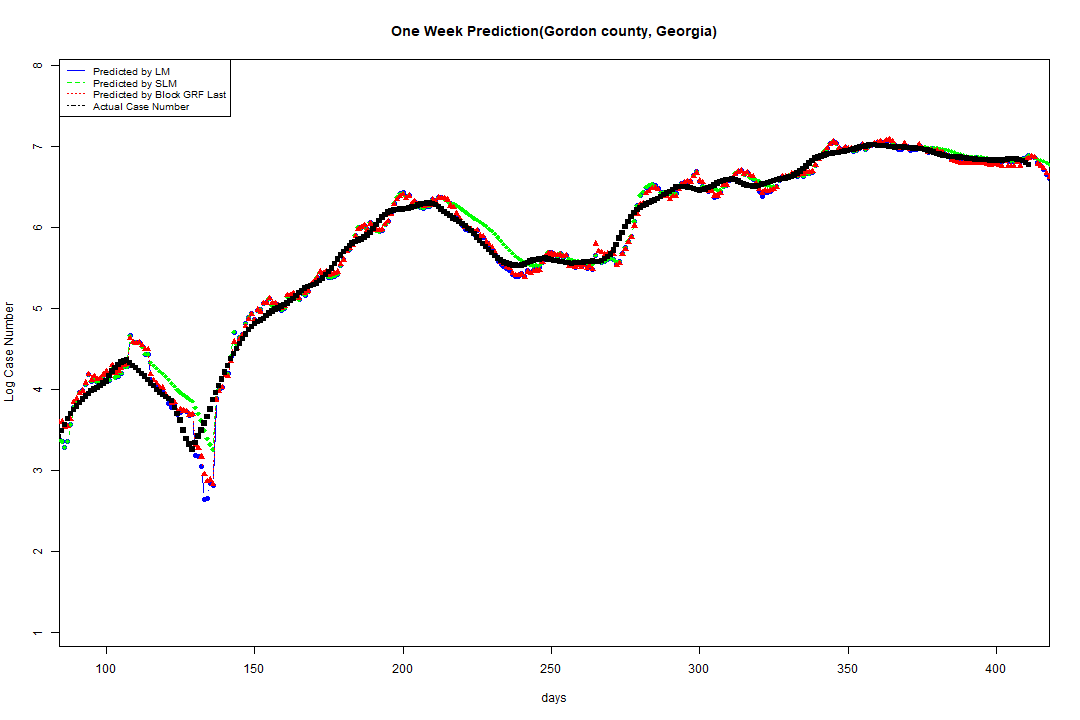 One Week Prediction(Gordon county, Georgia)
Predicted by LM
Predicted by SLM
Predicted by Block GRF Last
Actual Case Number
8
7
6
5
4
3
2
1
Log Case Number
100 150 200 250 300 350 400
days